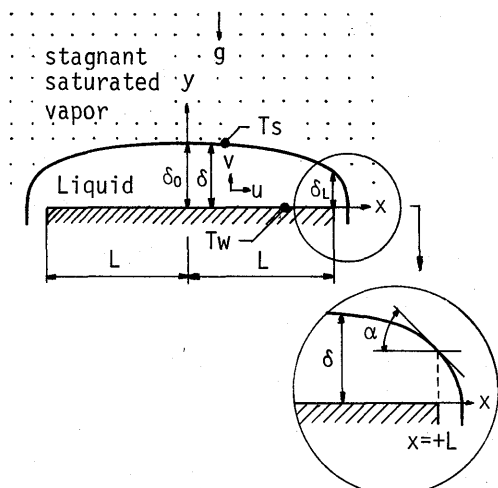 g
stagnant
saturated
vapor
y
Ts
v
u
Liquid
δ₀
δ
δL
x
Tw
L
L
δ
α
x
x=+L